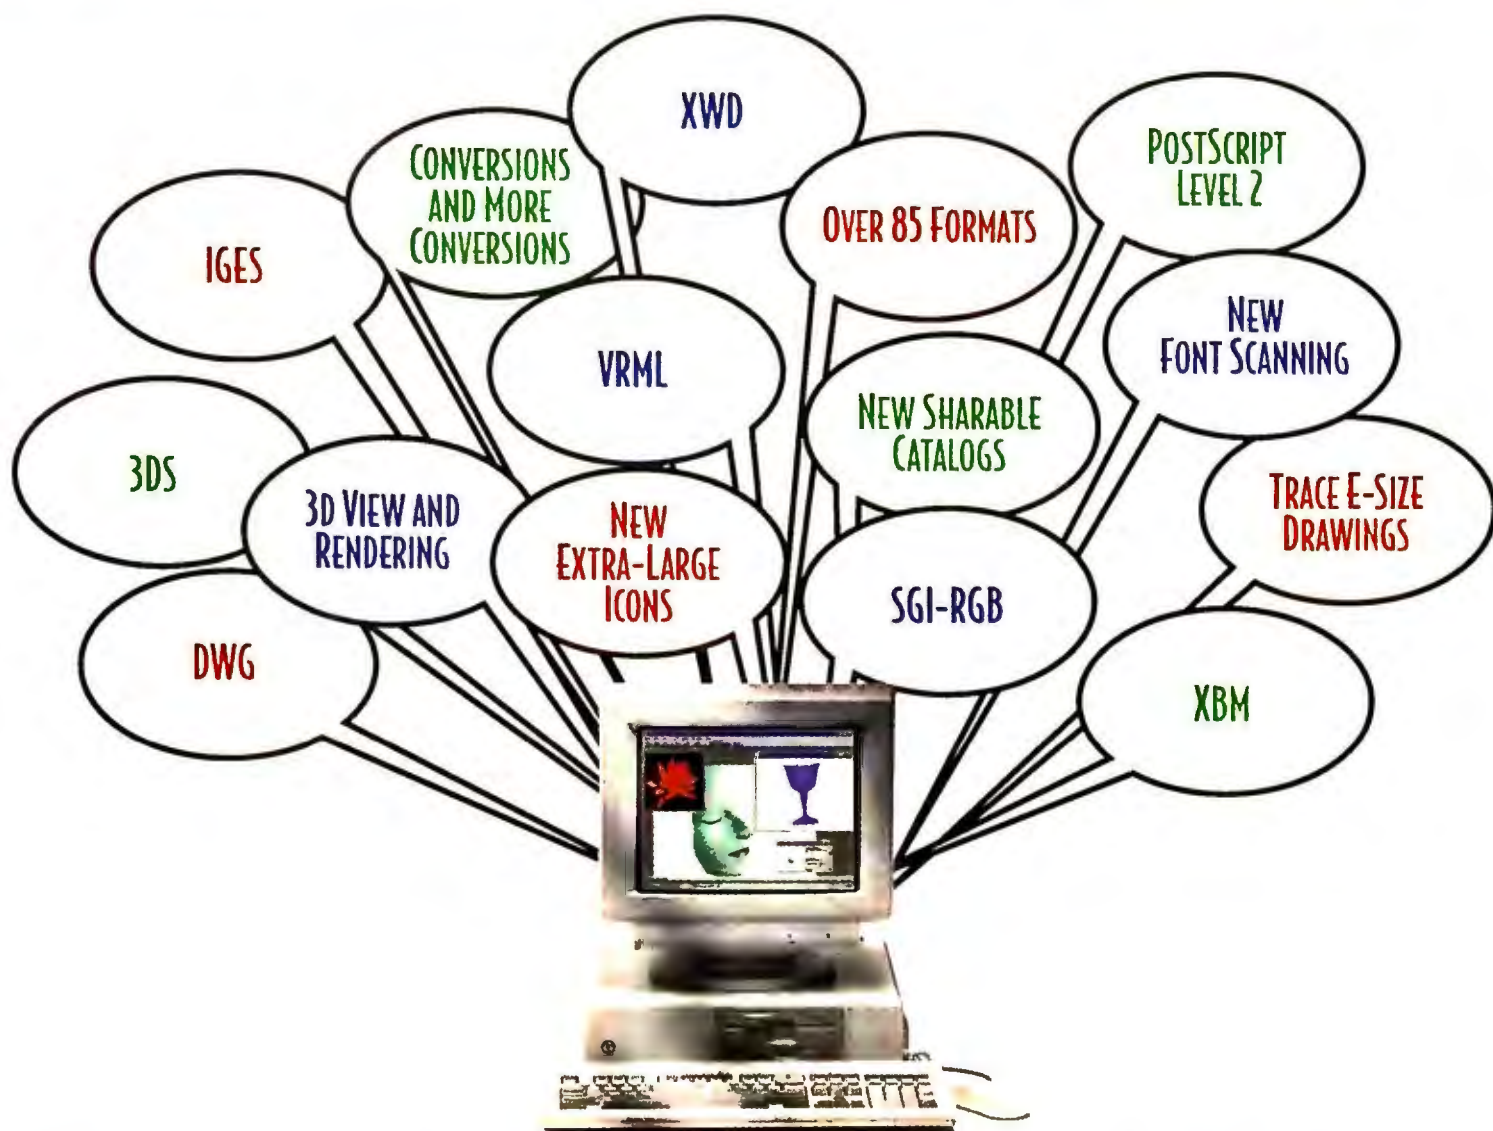 XWD
CONVERSIONS
AND MORE
CONVERSIONS
POSTSCRIPT
LEVEL 2
OVER 85 FORMATS
IGES
NEW
FONT SCANNING
VRML
NEW SHARABLE
CATALOGS
3DS
3D VIEW AND
RENDERING
NEW
EXTRA-LARGE
ICONS
TRACE E-SIZE
DRAWINGS
SGI-RGB
DWG
XBM